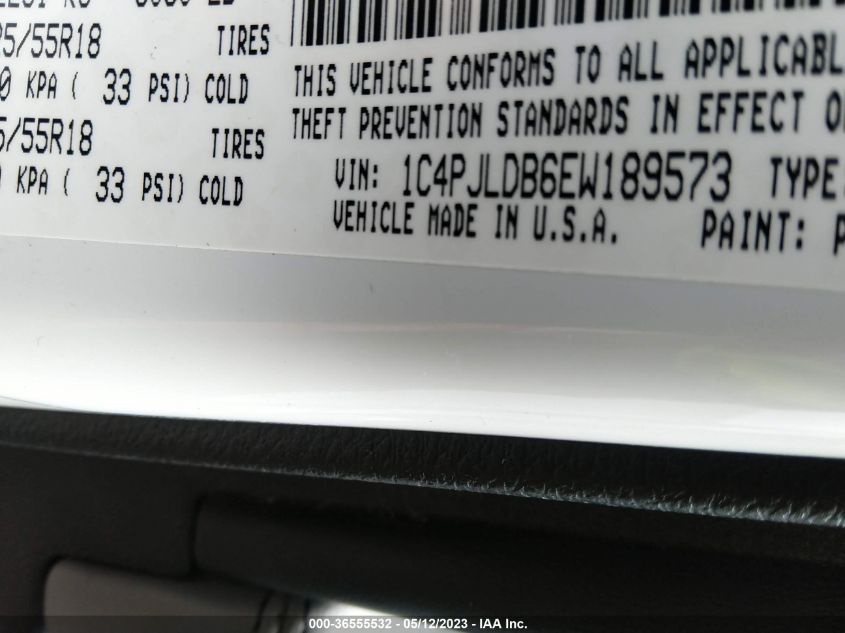 5/55R18 TIRES
0 KPA ( 33 PSI) COLD
5/55R18 TIRES
KPA ( 33 PSI) COLD
THIS VEHICLE CONFORMS TO ALL APPLICABL
THEFT PREVENTION STANDARDS IN EFFECT O
VIN: 1C4PJLDB6EW189573 TYPE:
VEHICLE MADE IN U.S.A. PAINT: P
000-36555532 - 05/12/2023 - IAA Inc.